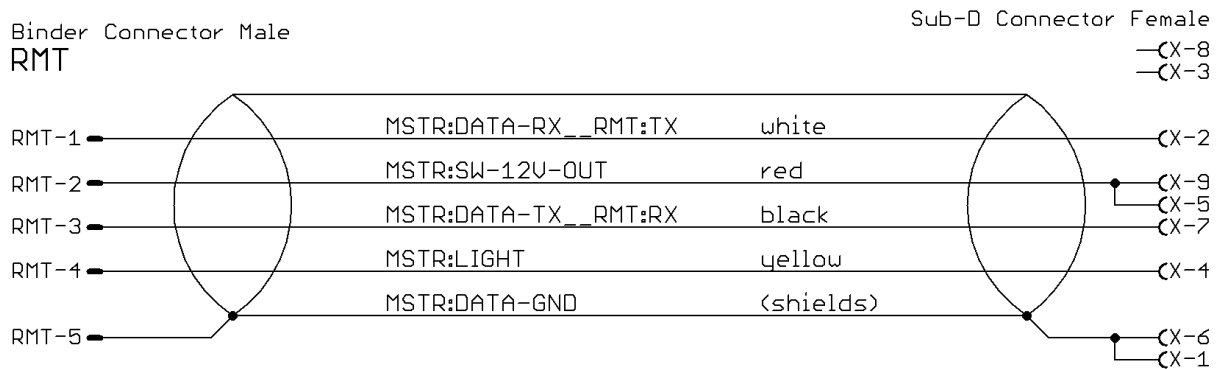 Sub-D Connector Female
Binder Connector Male
RMT
X-8
X-3
RMT-1 MSTR:DATA-RX__RMT:TX white X-2
RMT-2 MSTR:SW-12V-OUT red X-9
X-5
RMT-3 MSTR:DATA-TX__RMT:RX black X-7
RMT-4 MSTR:LIGHT yellow X-4
MSTR:DATA-GND (shields)
RMT-5 X-6
X-1